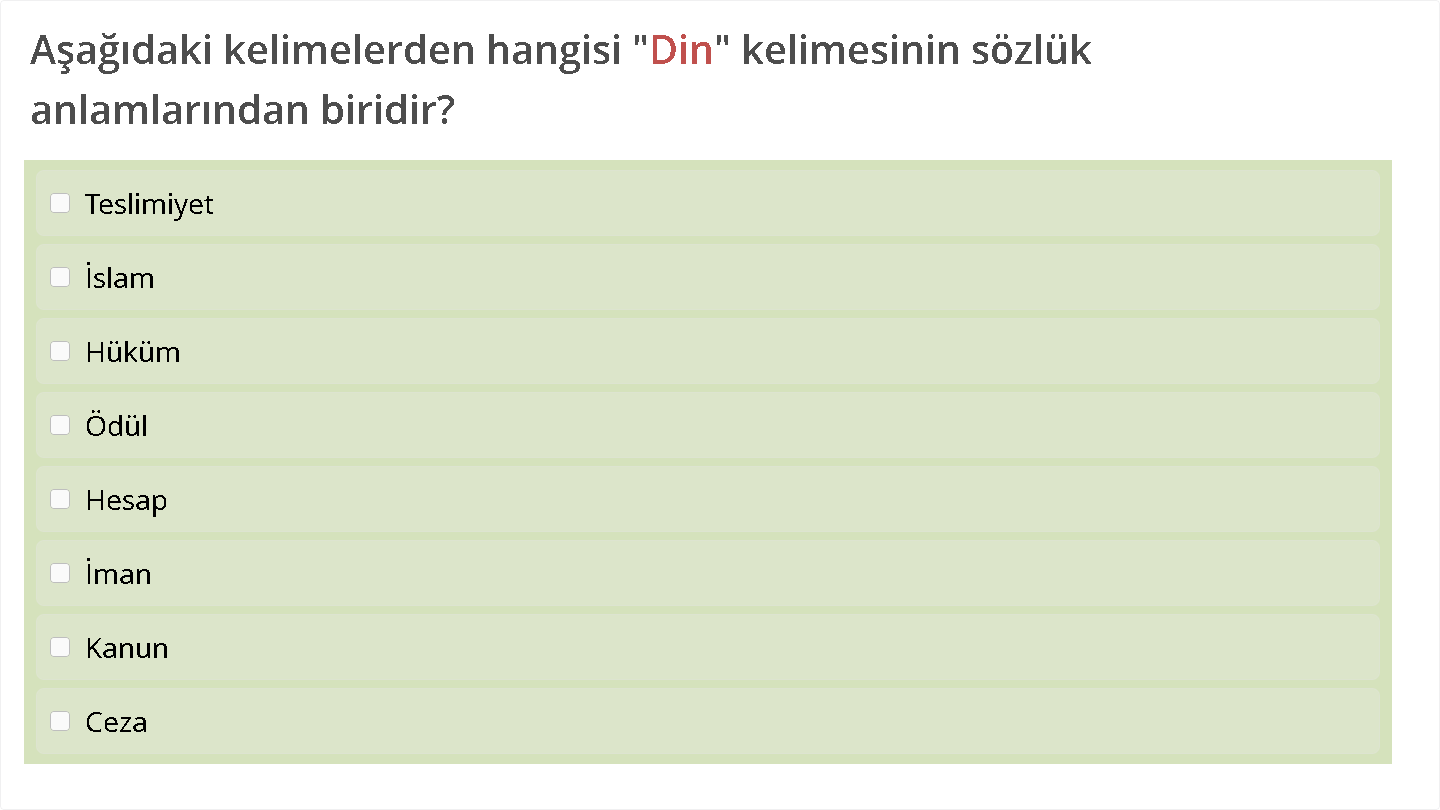 Aşağıdaki kelimelerden hangisi "Din" kelimesinin sözlük
anlamlarından biridir?
Teslimiyet
İslam
Hüküm
Ödül
Hesap
İman
Kanun
Ceza